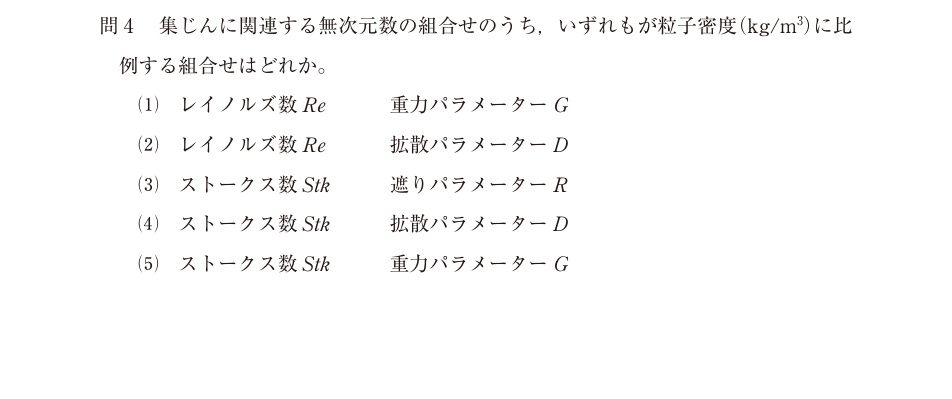 問4 集じんに関連する無次元数の組合せのうち，いずれもが粒子密度(kg/m³)に比
例する組合せはどれか。
(1) レイノルズ数 Re 重力パラメーター G
(2) レイノルズ数 Re 拡散パラメーター D
(3) ストークス数 Stk 遮りパラメーター R
(4) ストークス数 Stk 拡散パラメーター D
(5) ストークス数 Stk 重力パラメーター G